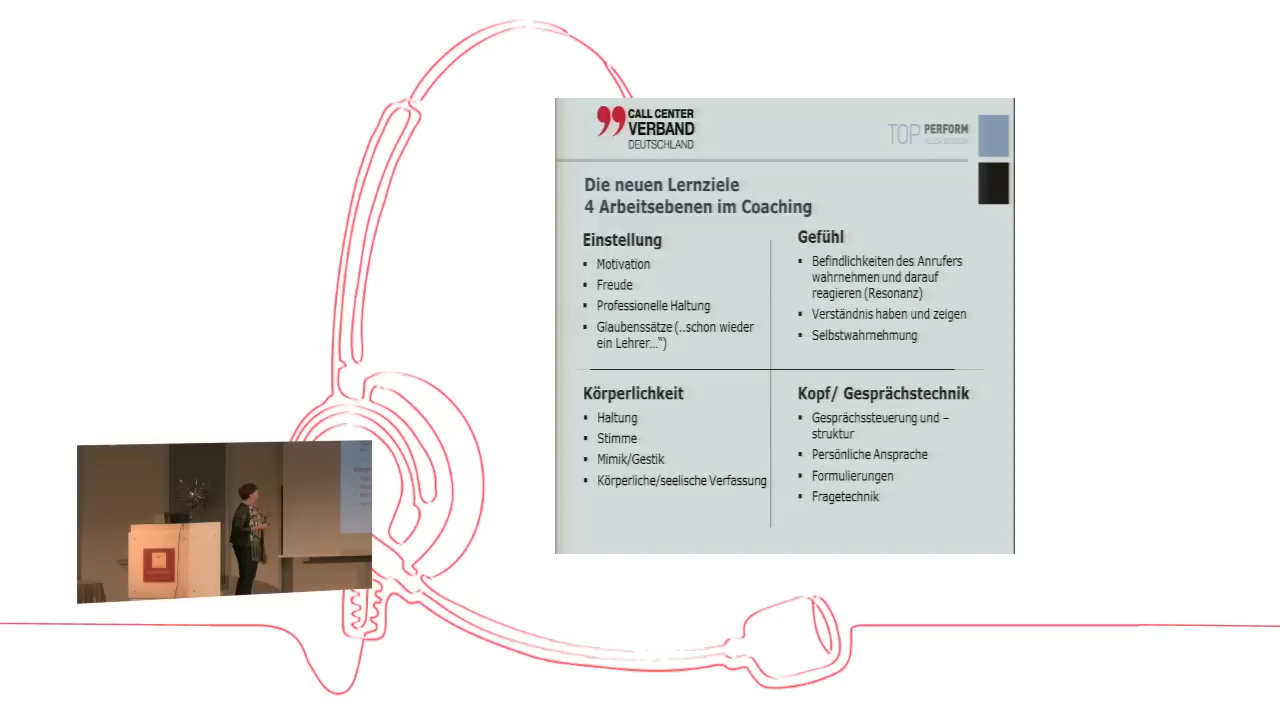 CALL CENTER
VERBAND
DEUTSCHLAND
TOP PERFORM
Die neuen Lernziele
4 Arbeitsebenen im Coaching
Einstellung
▪ Motivation
▪ Freude
▪ Professionelle Haltung
▪ Glaubenssätze (..schon wieder
ein Lehrer…“)
Gefühl
▪ Befindlichkeiten des Anrufers
wahrnehmen und darauf
reagieren (Resonanz)
▪ Verständnis haben und zeigen
▪ Selbstwahrnehmung
Körperlichkeit
▪ Haltung
▪ Stimme
▪ Mimik/Gestik
▪ Körperliche/seelische Verfassung
Kopf/ Gesprächstechnik
▪ Gesprächssteuerung und –
struktur
▪ Persönliche Ansprache
▪ Formulierungen
▪ Fragetechnik